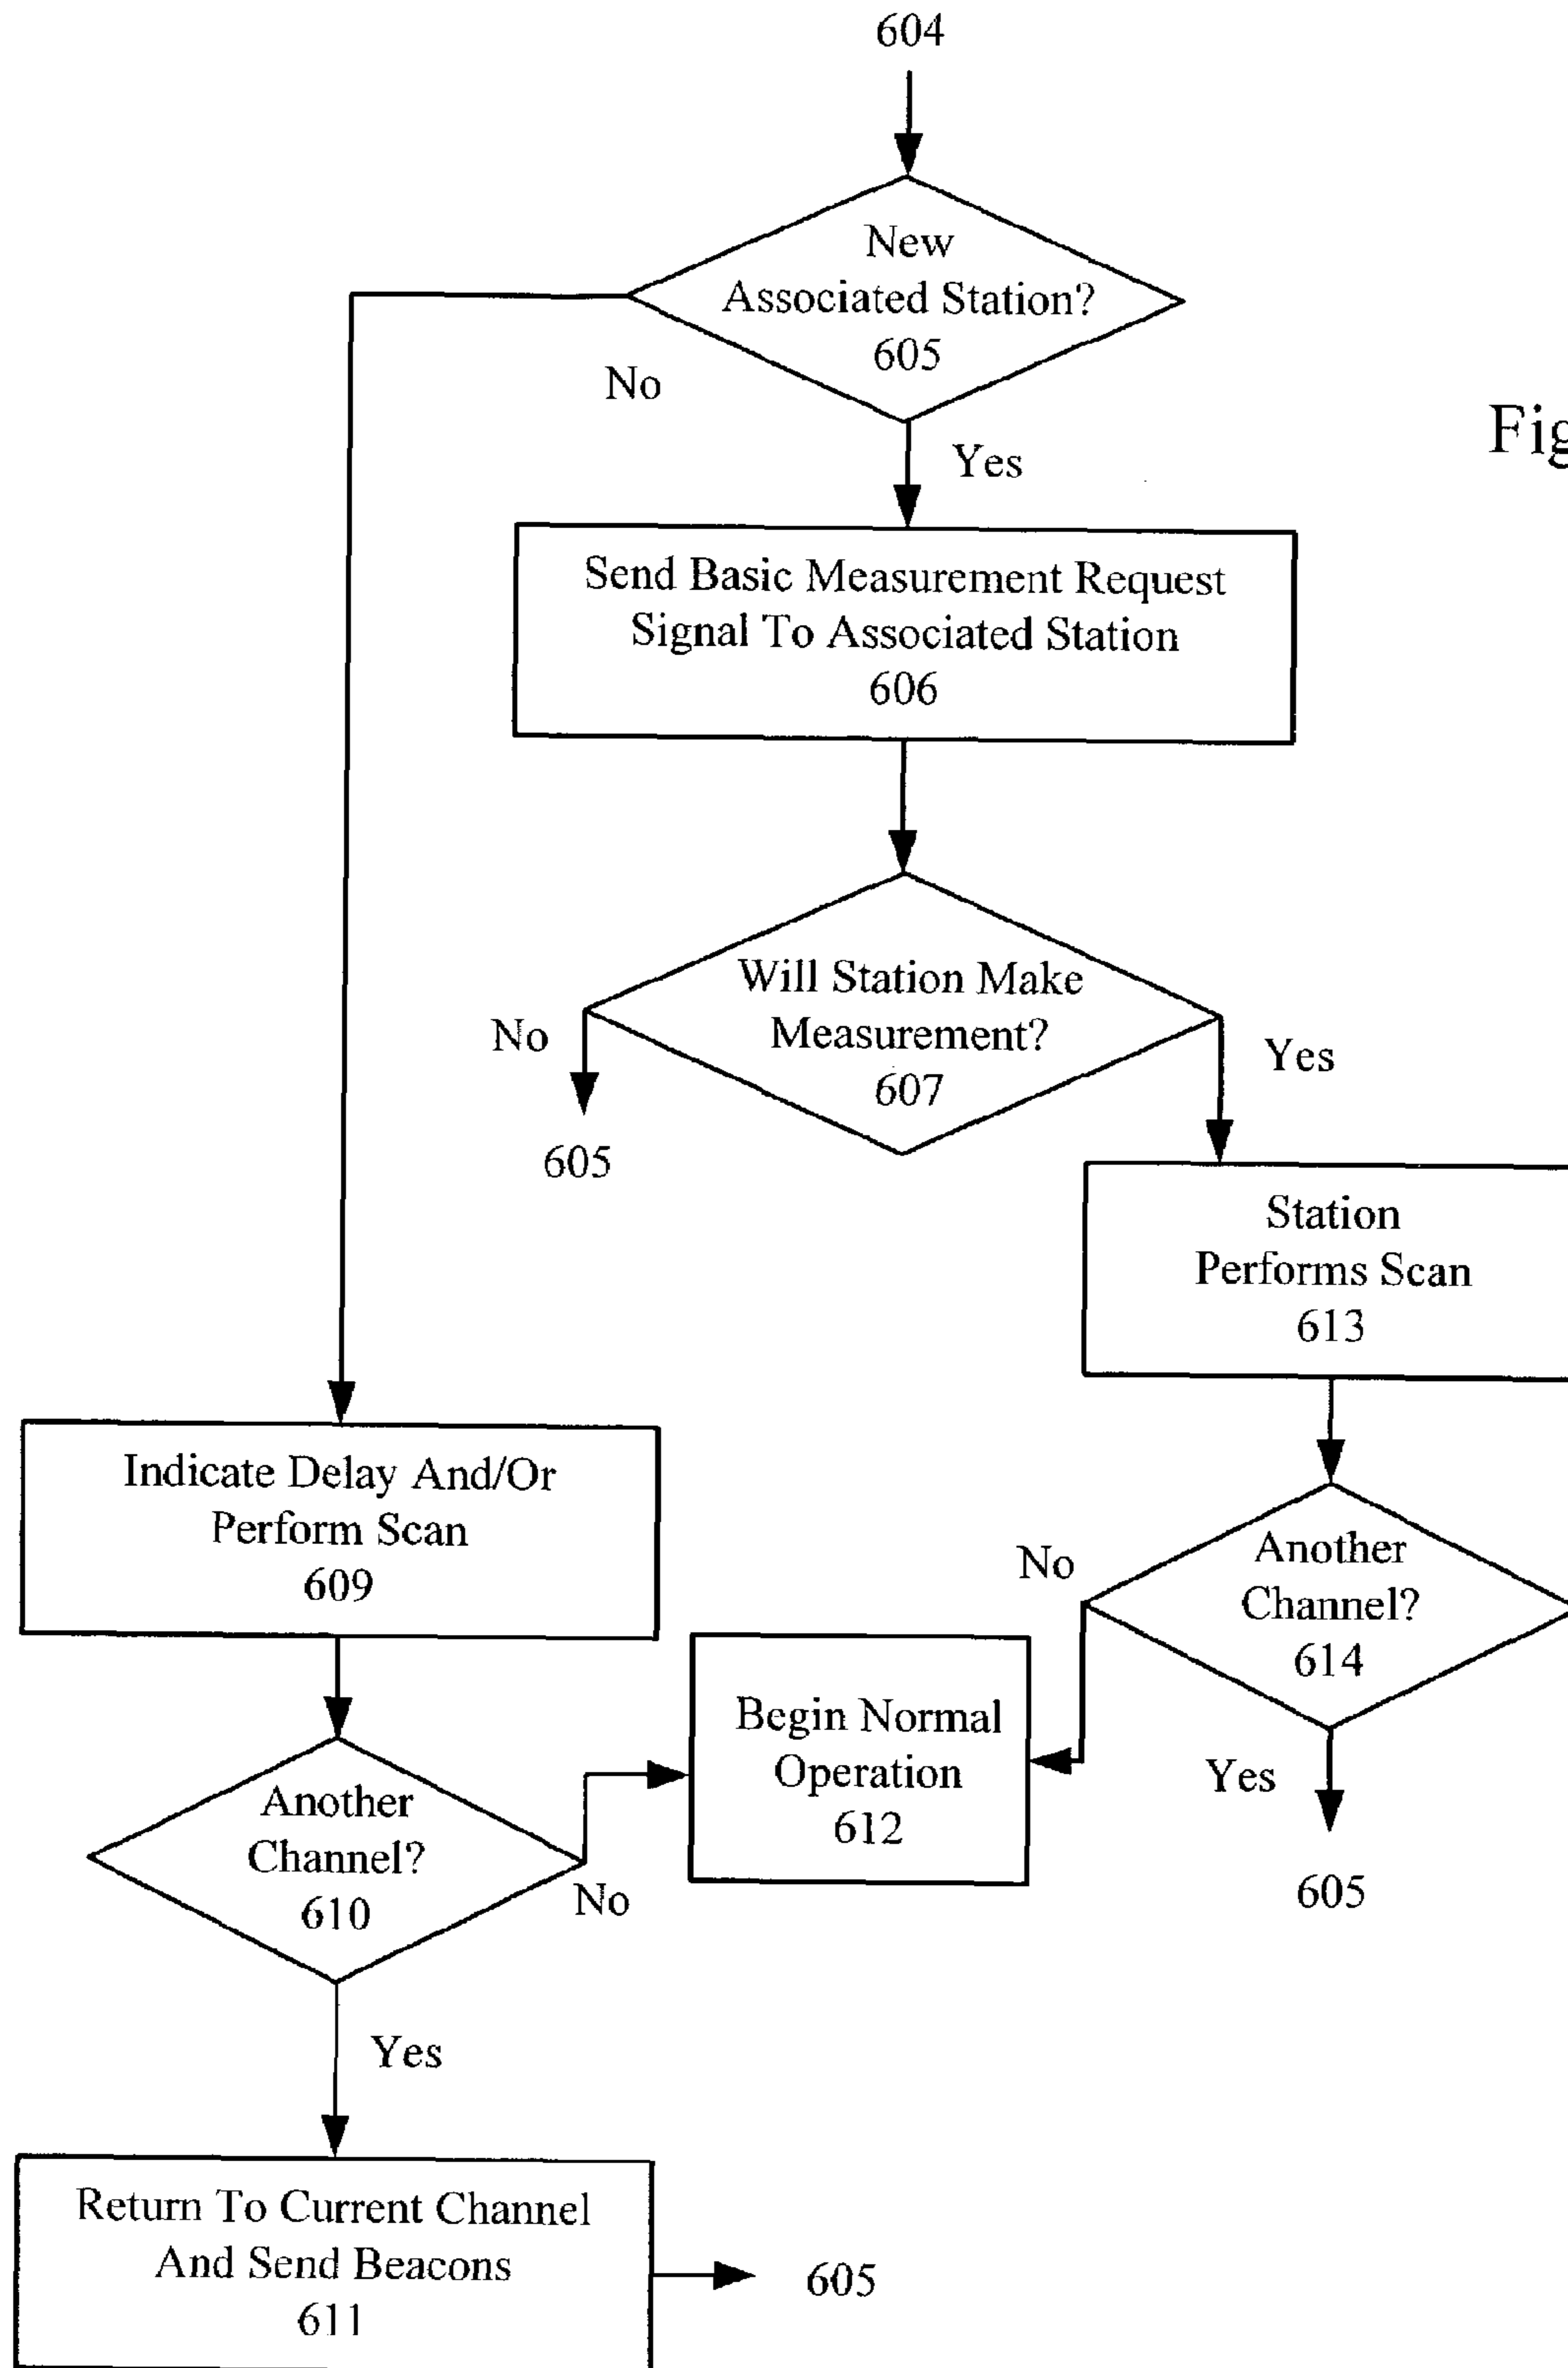 604
New
Associated Station?
605
No
Yes
Fig
Send Basic Measurement Request
Signal To Associated Station
606
Will Station Make
Measurement?
607
No
Yes
605
Station
Performs Scan
613
Indicate Delay And/Or
Perform Scan
609
No
Another
Channel?
614
Begin Normal
Operation
612
Yes
605
Another
Channel?
610
No
Yes
Return To Current Channel
And Send Beacons
611
605